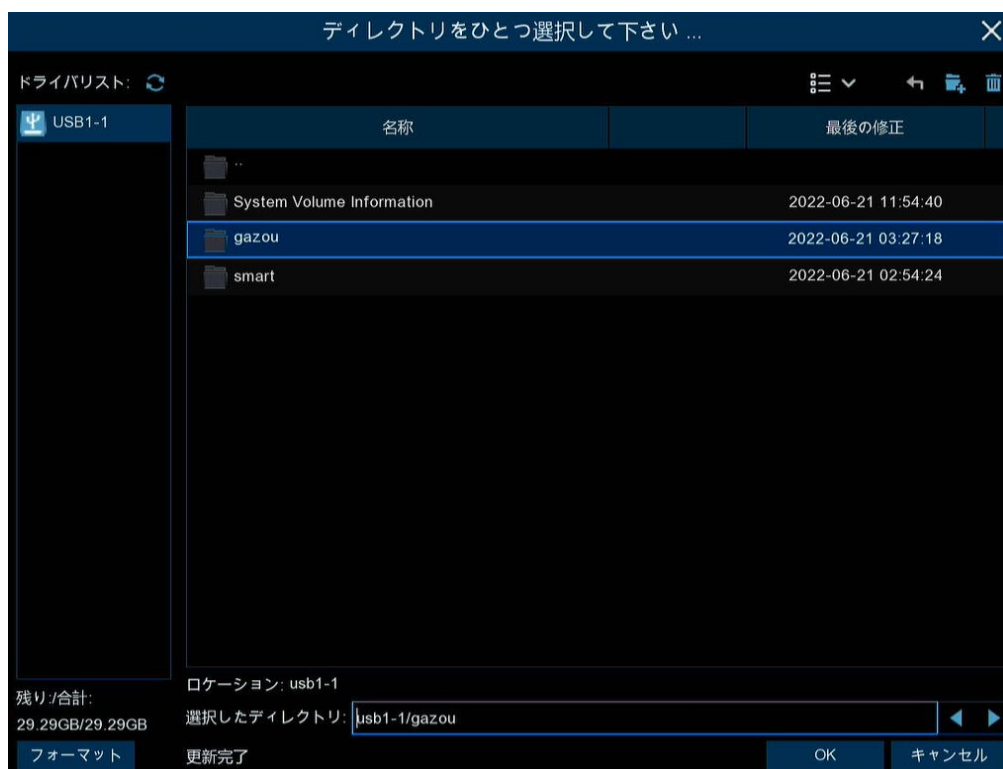 ディレクトリをひとつ選択して下さい ...
ドライバリスト:
USB1-1
名称 最後の修正
..
System Volume Information 2022-06-21 11:54:40
gazou 2022-06-21 03:27:18
smart 2022-06-21 02:54:24
残り:/合計:
29.29GB/29.29GB
フォーマット
ロケーション: usb1-1
選択したディレクトリ: usb1-1/gazou
更新完了
OK キャンセル